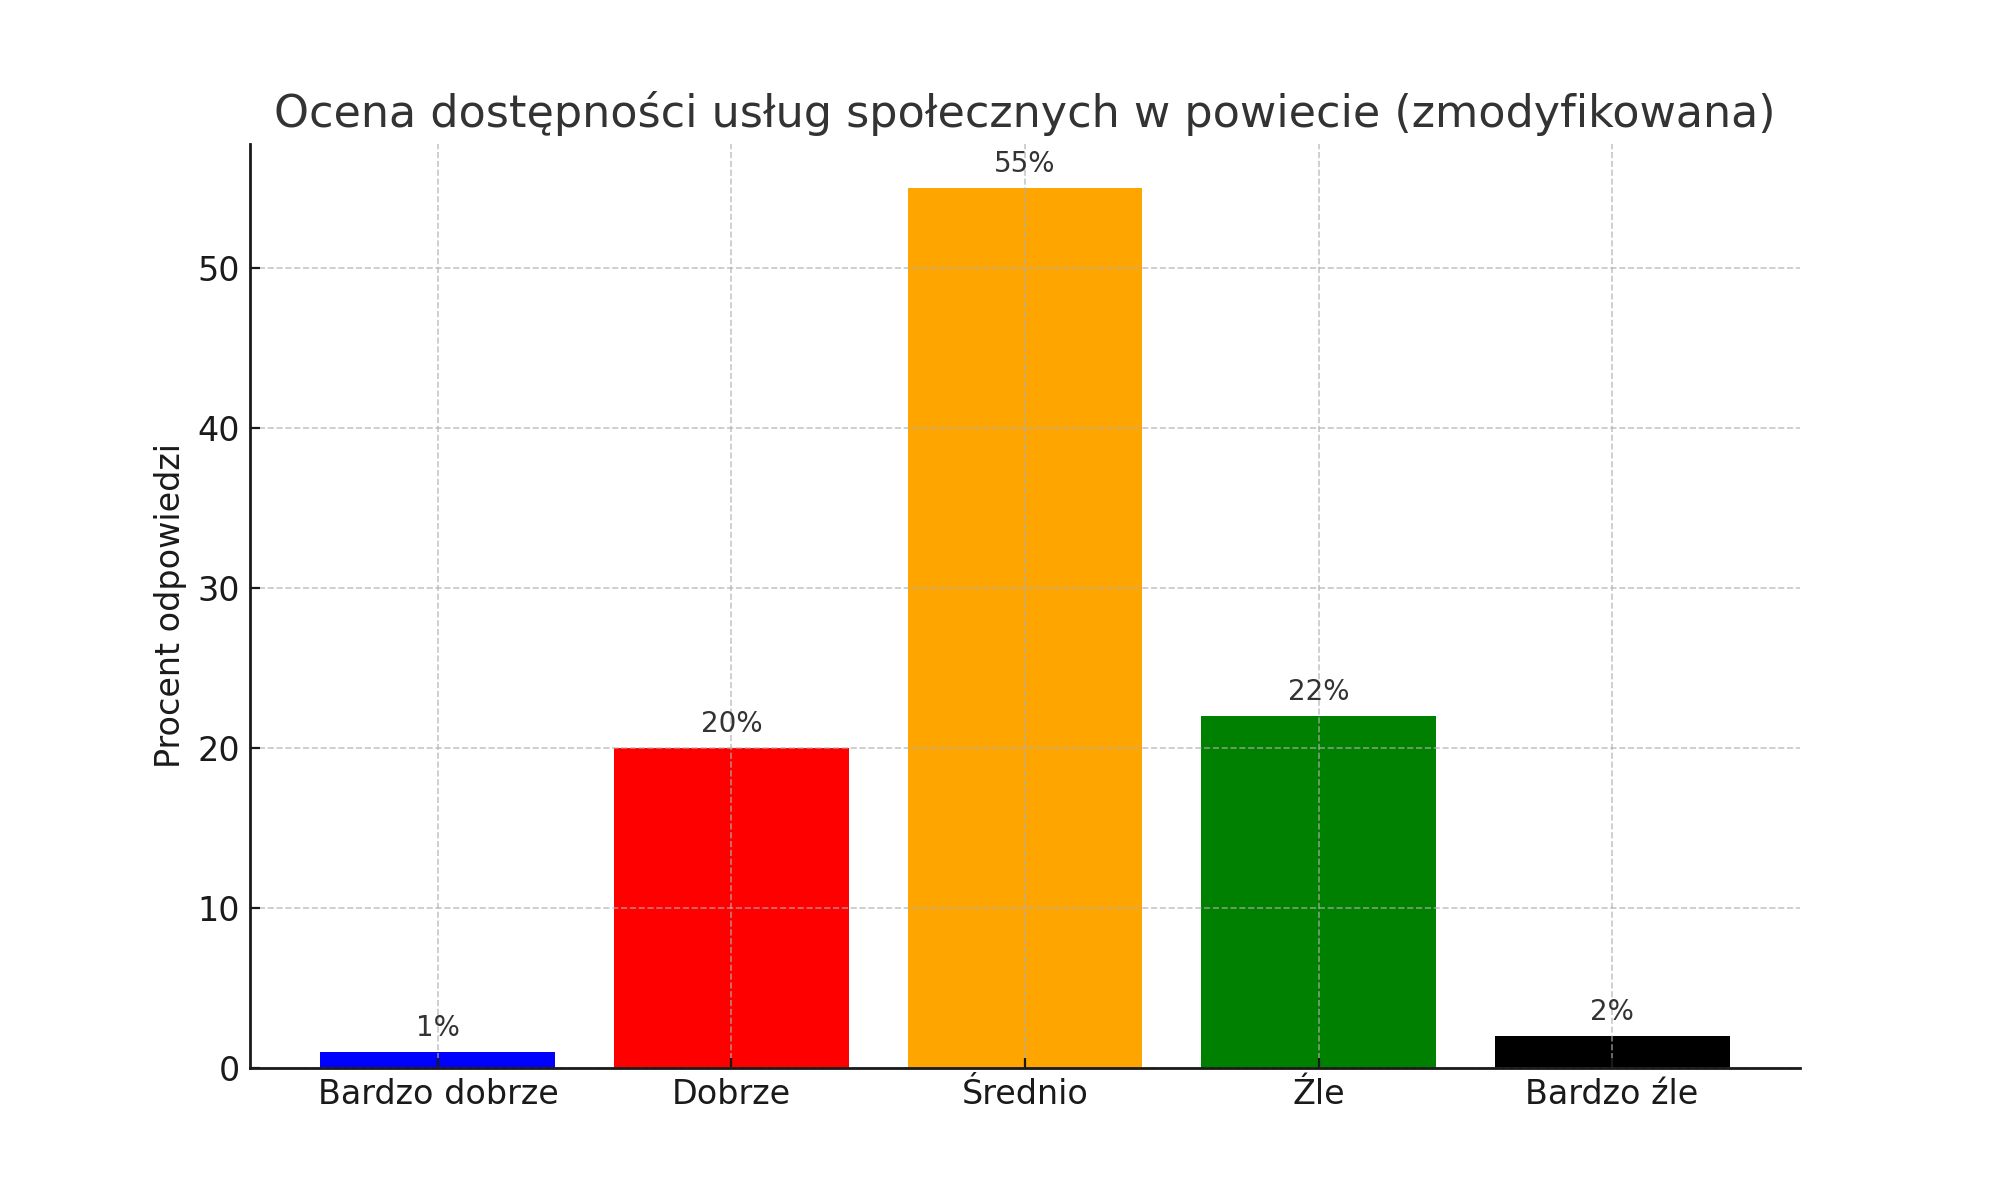 Ocena dostępności usług społecznych w powiecie (zmodyfikowana)
Procent odpowiedzi
50
40
30
20
10
0
1%
20%
55%
22%
2%
Bardzo dobrze
Dobrze
Średnio
Źle
Bardzo źle